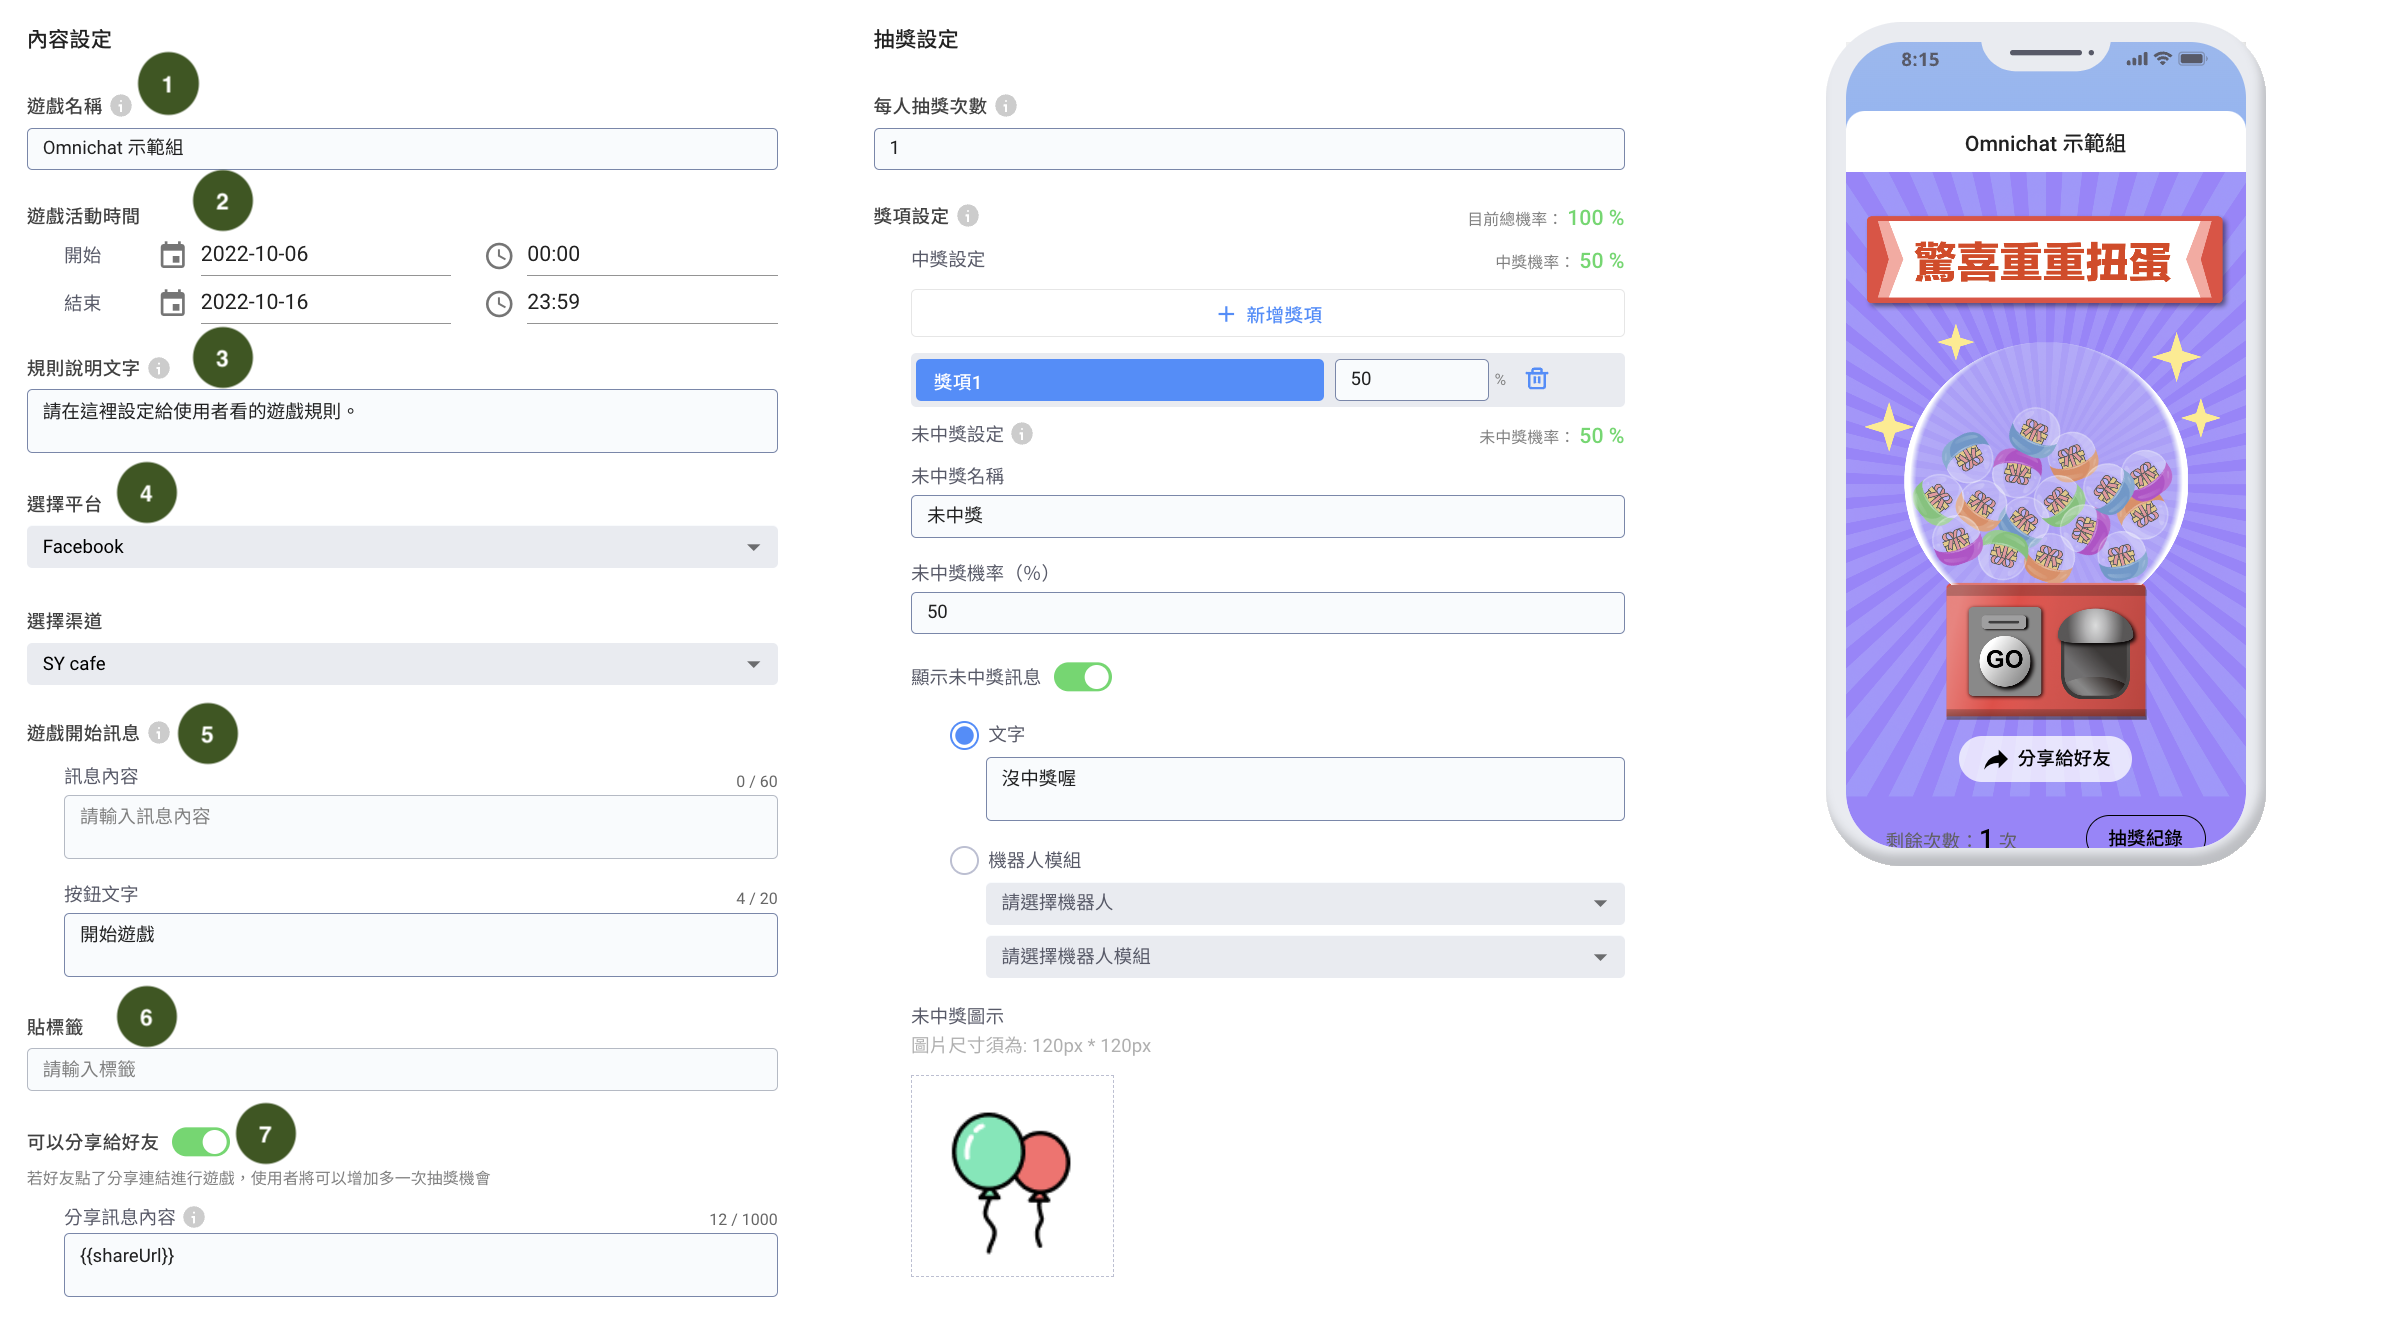 內容設定
1
遊戲名稱
Omnichat 示範組
2
遊戲活動時間
開始 2022-10-06 00:00
結束 2022-10-16 23:59
3
規則說明文字
請在這裡設定給使用者看的遊戲規則。
4
選擇平台
Facebook
選擇渠道
SY cafe
遊戲開始訊息 5
訊息內容 0 / 60
請輸入訊息內容
按鈕文字 4 / 20
開始遊戲
6
貼標籤
請輸入標籤
可以分享給好友 7
若好友點了分享連結進行遊戲，使用者將可以增加多一次抽獎機會
分享訊息內容 12 / 1000
{{shareUrl}}
抽獎設定
每人抽獎次數
1
獎項設定 目前總機率： 100 %
中獎設定 中獎機率： 50 %
+ 新增獎項
獎項1 50 %
未中獎設定 未中獎機率： 50 %
未中獎名稱
未中獎
未中獎機率（%）
50
顯示未中獎訊息
文字
沒中獎喔
機器人模組
請選擇機器人
請選擇機器人模組
未中獎圖示
圖片尺寸須為: 120px * 120px
8:15
Omnichat 示範組
驚喜重重扭蛋
GO
分享給好友
剩餘次數：1 次 抽獎紀錄